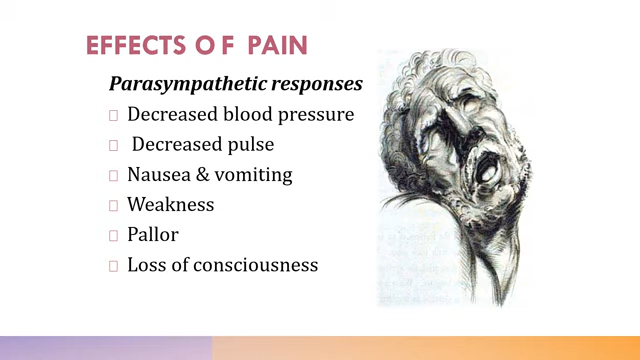 EFFECTS O F PAIN
Parasympathetic responses
Decreased blood pressure
Decreased pulse
Nausea & vomiting
Weakness
Pallor
Loss of consciousness